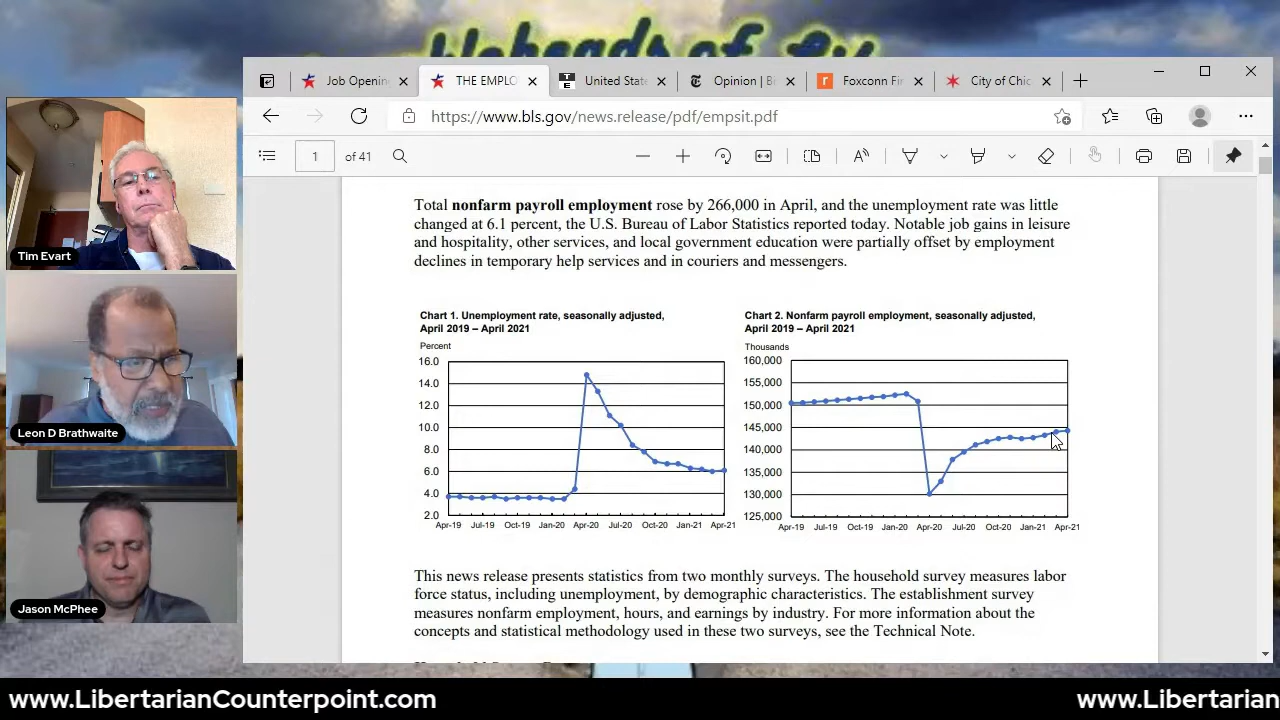 Job Openin
THE EMPLO
United State
Opinion | B
Foxconn Fir
City of Chic
https://www.bls.gov/news.release/pdf/empsit.pdf
1 of 41
Total nonfarm payroll employment rose by 266,000 in April, and the unemployment rate was little
changed at 6.1 percent, the U.S. Bureau of Labor Statistics reported today. Notable job gains in leisure
and hospitality, other services, and local government education were partially offset by employment
declines in temporary help services and in couriers and messengers.
Chart 1. Unemployment rate, seasonally adjusted,
April 2019 – April 2021
Percent
16.0
14.0
12.0
10.0
8.0
6.0
4.0
2.0
Apr-19 Jul-19 Oct-19 Jan-20 Apr-20 Jul-20 Oct-20 Jan-21 Apr-21
Chart 2. Nonfarm payroll employment, seasonally adjusted,
April 2019 – April 2021
Thousands
160,000
155,000
150,000
145,000
140,000
135,000
130,000
125,000
Apr-19 Jul-19 Oct-19 Jan-20 Apr-20 Jul-20 Oct-20 Jan-21 Apr-21
This news release presents statistics from two monthly surveys. The household survey measures labor
force status, including unemployment, by demographic characteristics. The establishment survey
measures nonfarm employment, hours, and earnings by industry. For more information about the
concepts and statistical methodology used in these two surveys, see the Technical Note.
Tim Evart
Leon D Brathwaite
Jason McPhee
www.LibertarianCounterpoint.com
www.Libertarian